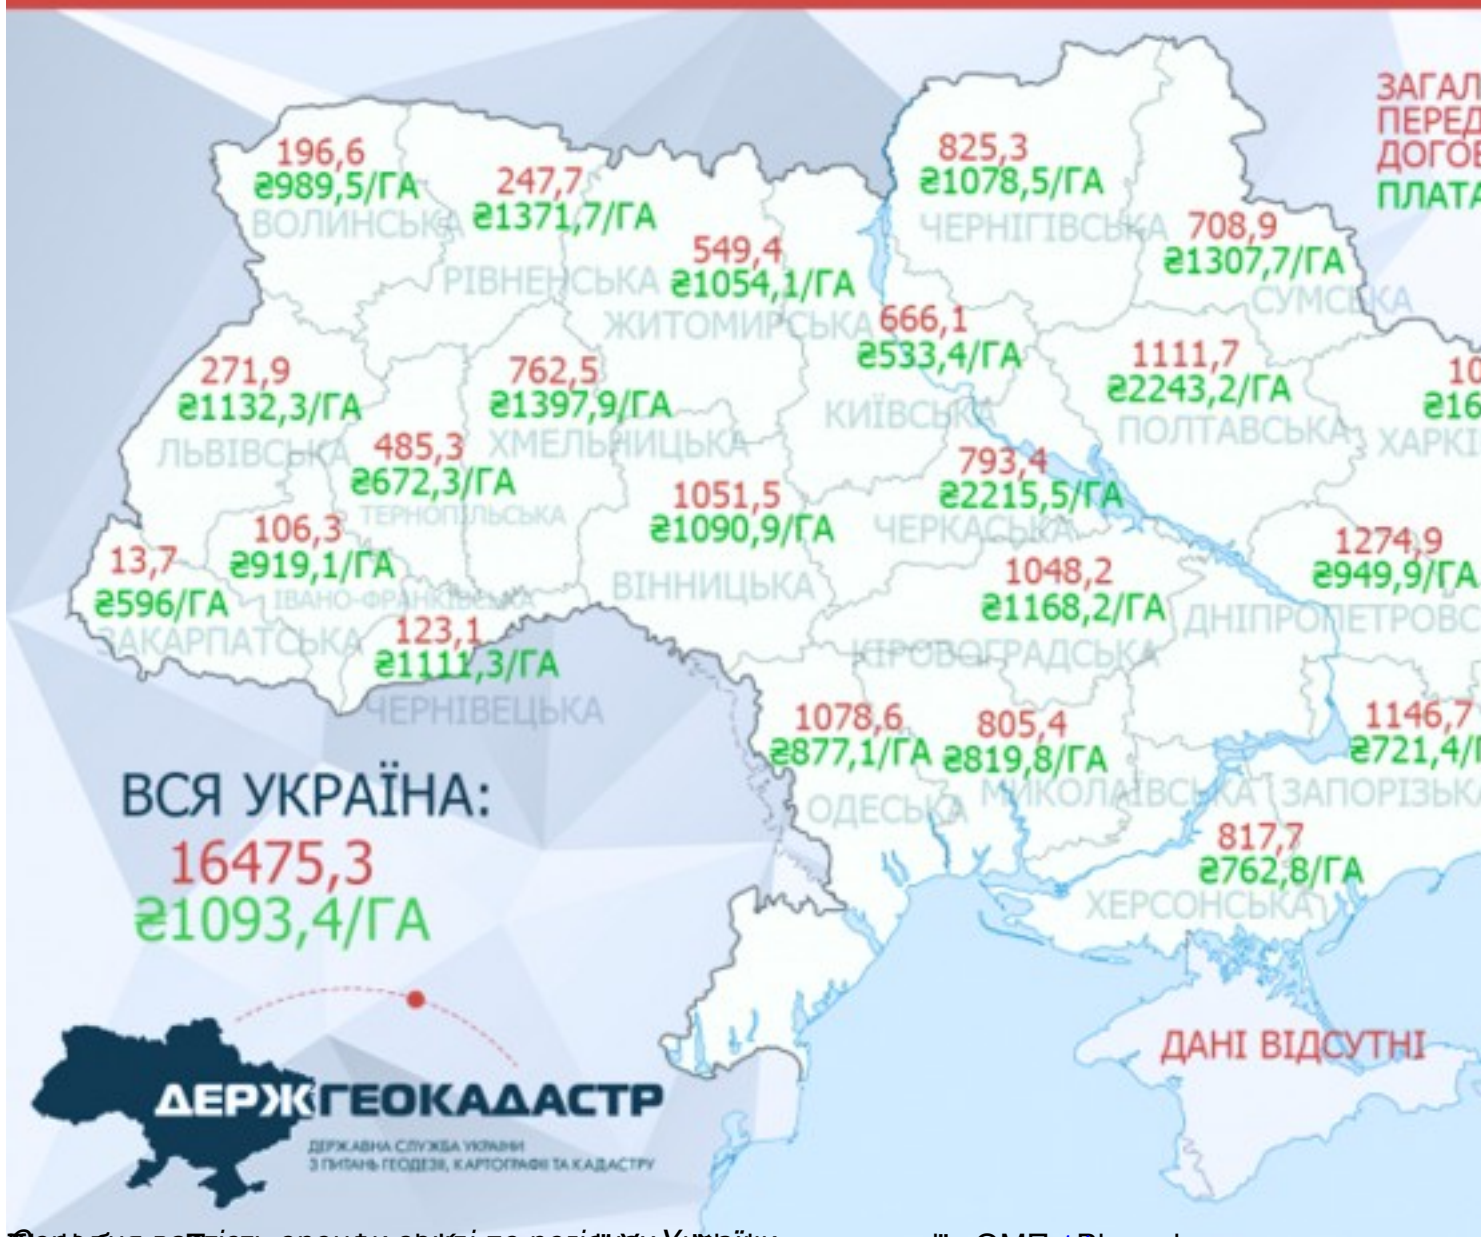 196,6
₴989,5/ГА
ВОЛИНСЬКА
247,7
₴1371,7/ГА
РІВНЕНСЬКА
549,4
₴1054,1/ГА
ЖИТОМИРСЬКА
825,3
₴1078,5/ГА
ЧЕРНІГІВСЬКА
708,9
₴1307,7/ГА
СУМСЬКА
ЗАГАЛ
ПЕРЕД
ДОГОВ
ПЛАТА
666,1
₴533,4/ГА
КИЇВСЬКА
271,9
₴1132,3/ГА
ЛЬВІВСЬКА
762,5
₴1397,9/ГА
ХМЕЛЬНИЦЬКА
1111,7
₴2243,2/ГА
ПОЛТАВСЬКА
10
₴16
ХАРКІ
485,3
₴672,3/ГА
ТЕРНОПІЛЬСЬКА
793,4
₴2215,5/ГА
ЧЕРКАСЬКА
1051,5
₴1090,9/ГА
ВІННИЦЬКА
106,3
₴919,1/ГА
ІВАНО-ФРАНКІВСЬКА
13,7
₴596/ГА
ЗАКАРПАТСЬКА
1274,9
₴949,9/ГА
ДНІПРОПЕТРОВС
1048,2
₴1168,2/ГА
КІРОВОГРАДСЬКА
123,1
₴1111,3/ГА
ЧЕРНІВЕЦЬКА
1078,6
₴877,1/ГА
ОДЕСЬКА
805,4
₴819,8/ГА
МИКОЛАЇВСЬКА
1146,7
₴721,4/Г
ЗАПОРІЗЬКА
817,7
₴762,8/ГА
ХЕРСОНСЬКА
ВСЯ УКРАЇНА:
16475,3
₴1093,4/ГА
ДАНІ ВІДСУТНІ
ДЕРЖГЕОКАДАСТР
ДЕРЖАВНА СЛУЖБА УКРАЇНИ
З ПИТАНЬ ГЕОДЕЗІЇ, КАРТОГРАФІЇ ТА КАДАСТРУ